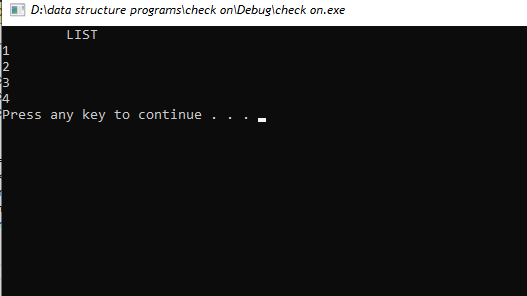 D:\data structure programs\check on\Debug\check on.exe
LIST
1
2
3
4
Press any key to continue . . .